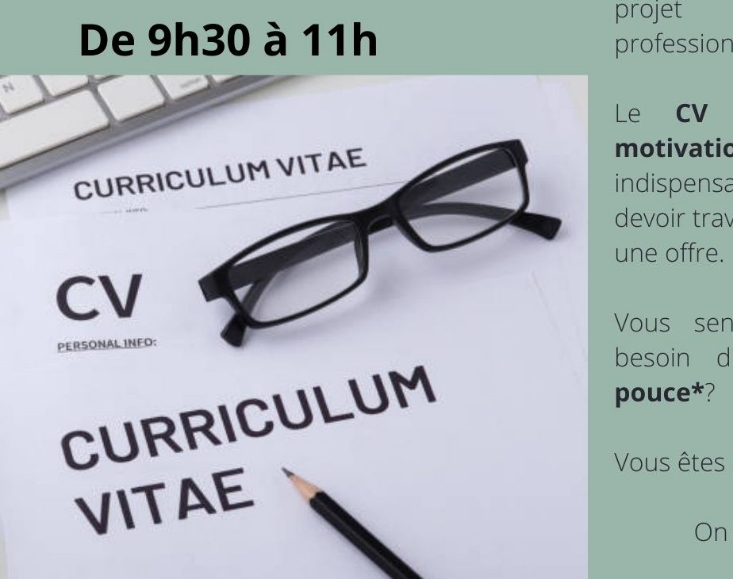 De 9h30 à 11h
N
CURRICULUM VITAE
CV
PERSONAL INFO:
CURRICULUM
VITAE
projet
profession
Le CV
motivatio
indispensa
devoir trav
une offre.
Vous sen
besoin d
pouce*?
Vous êtes
On